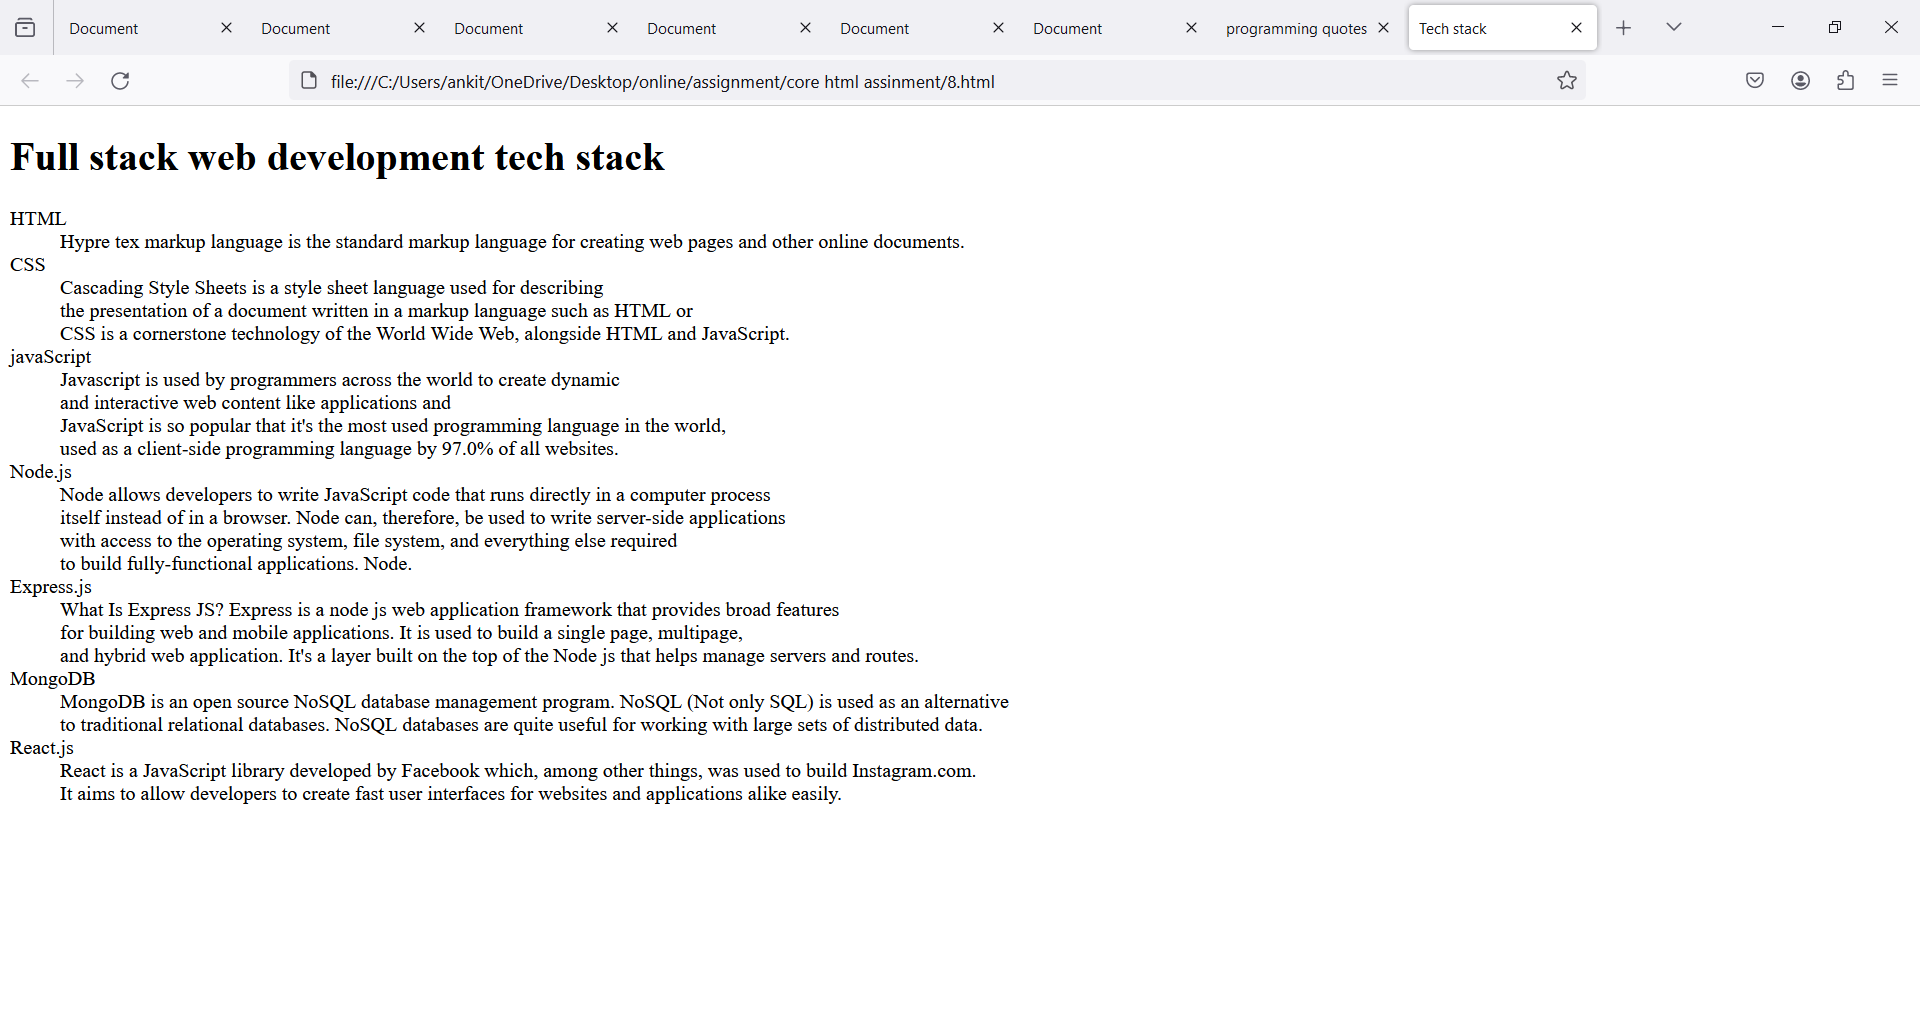 Document
Document
Document
Document
Document
Document
programming quotes
Tech stack
file:///C:/Users/ankit/OneDrive/Desktop/online/assignment/core html assinment/8.html
Full stack web development tech stack
HTML
Hypre tex markup language is the standard markup language for creating web pages and other online documents.
CSS
Cascading Style Sheets is a style sheet language used for describing
the presentation of a document written in a markup language such as HTML or
CSS is a cornerstone technology of the World Wide Web, alongside HTML and JavaScript.
javaScript
Javascript is used by programmers across the world to create dynamic
and interactive web content like applications and
JavaScript is so popular that it's the most used programming language in the world,
used as a client-side programming language by 97.0% of all websites.
Node.js
Node allows developers to write JavaScript code that runs directly in a computer process
itself instead of in a browser. Node can, therefore, be used to write server-side applications
with access to the operating system, file system, and everything else required
to build fully-functional applications. Node.
Express.js
What Is Express JS? Express is a node js web application framework that provides broad features
for building web and mobile applications. It is used to build a single page, multipage,
and hybrid web application. It's a layer built on the top of the Node js that helps manage servers and routes.
MongoDB
MongoDB is an open source NoSQL database management program. NoSQL (Not only SQL) is used as an alternative
to traditional relational databases. NoSQL databases are quite useful for working with large sets of distributed data.
React.js
React is a JavaScript library developed by Facebook which, among other things, was used to build Instagram.com.
It aims to allow developers to create fast user interfaces for websites and applications alike easily.